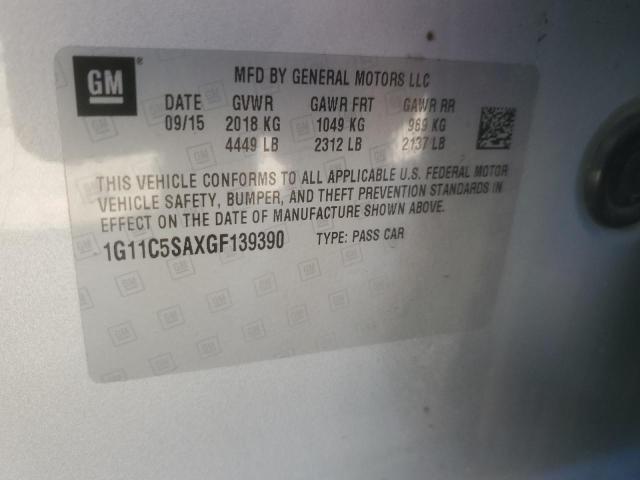 GM
MFD BY GENERAL MOTORS LLC
DATE GVWR GAWR FRT GAWR RR
09/15 2018 KG 1049 KG 969 KG
4449 LB 2312 LB 2137 LB
THIS VEHICLE CONFORMS TO ALL APPLICABLE U.S. FEDERAL MOTOR
VEHICLE SAFETY, BUMPER, AND THEFT PREVENTION STANDARDS IN
EFFECT ON THE DATE OF MANUFACTURE SHOWN ABOVE.
1G11C5SAXGF139390 TYPE: PASS CAR